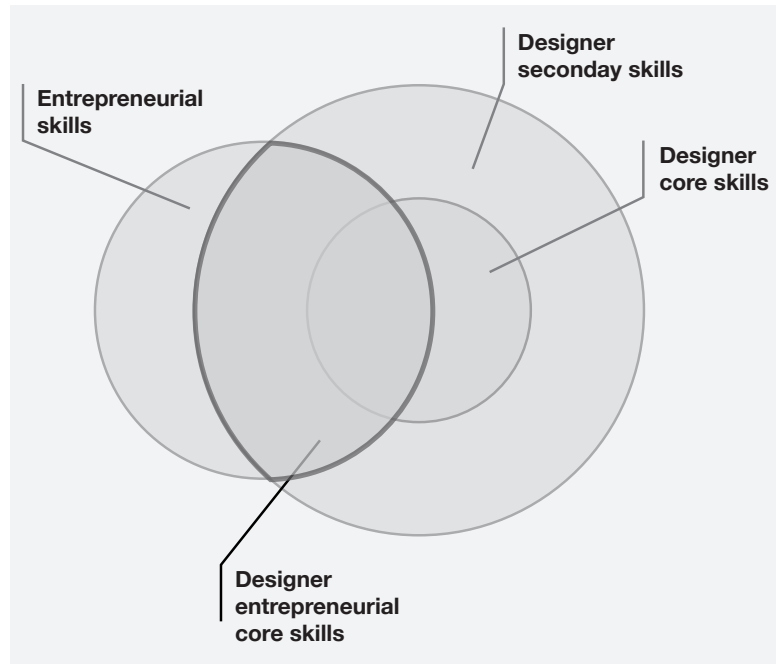 Designer
seconday skills
Entrepreneurial
skills
Designer
core skills
Designer
entrepreneurial
core skills